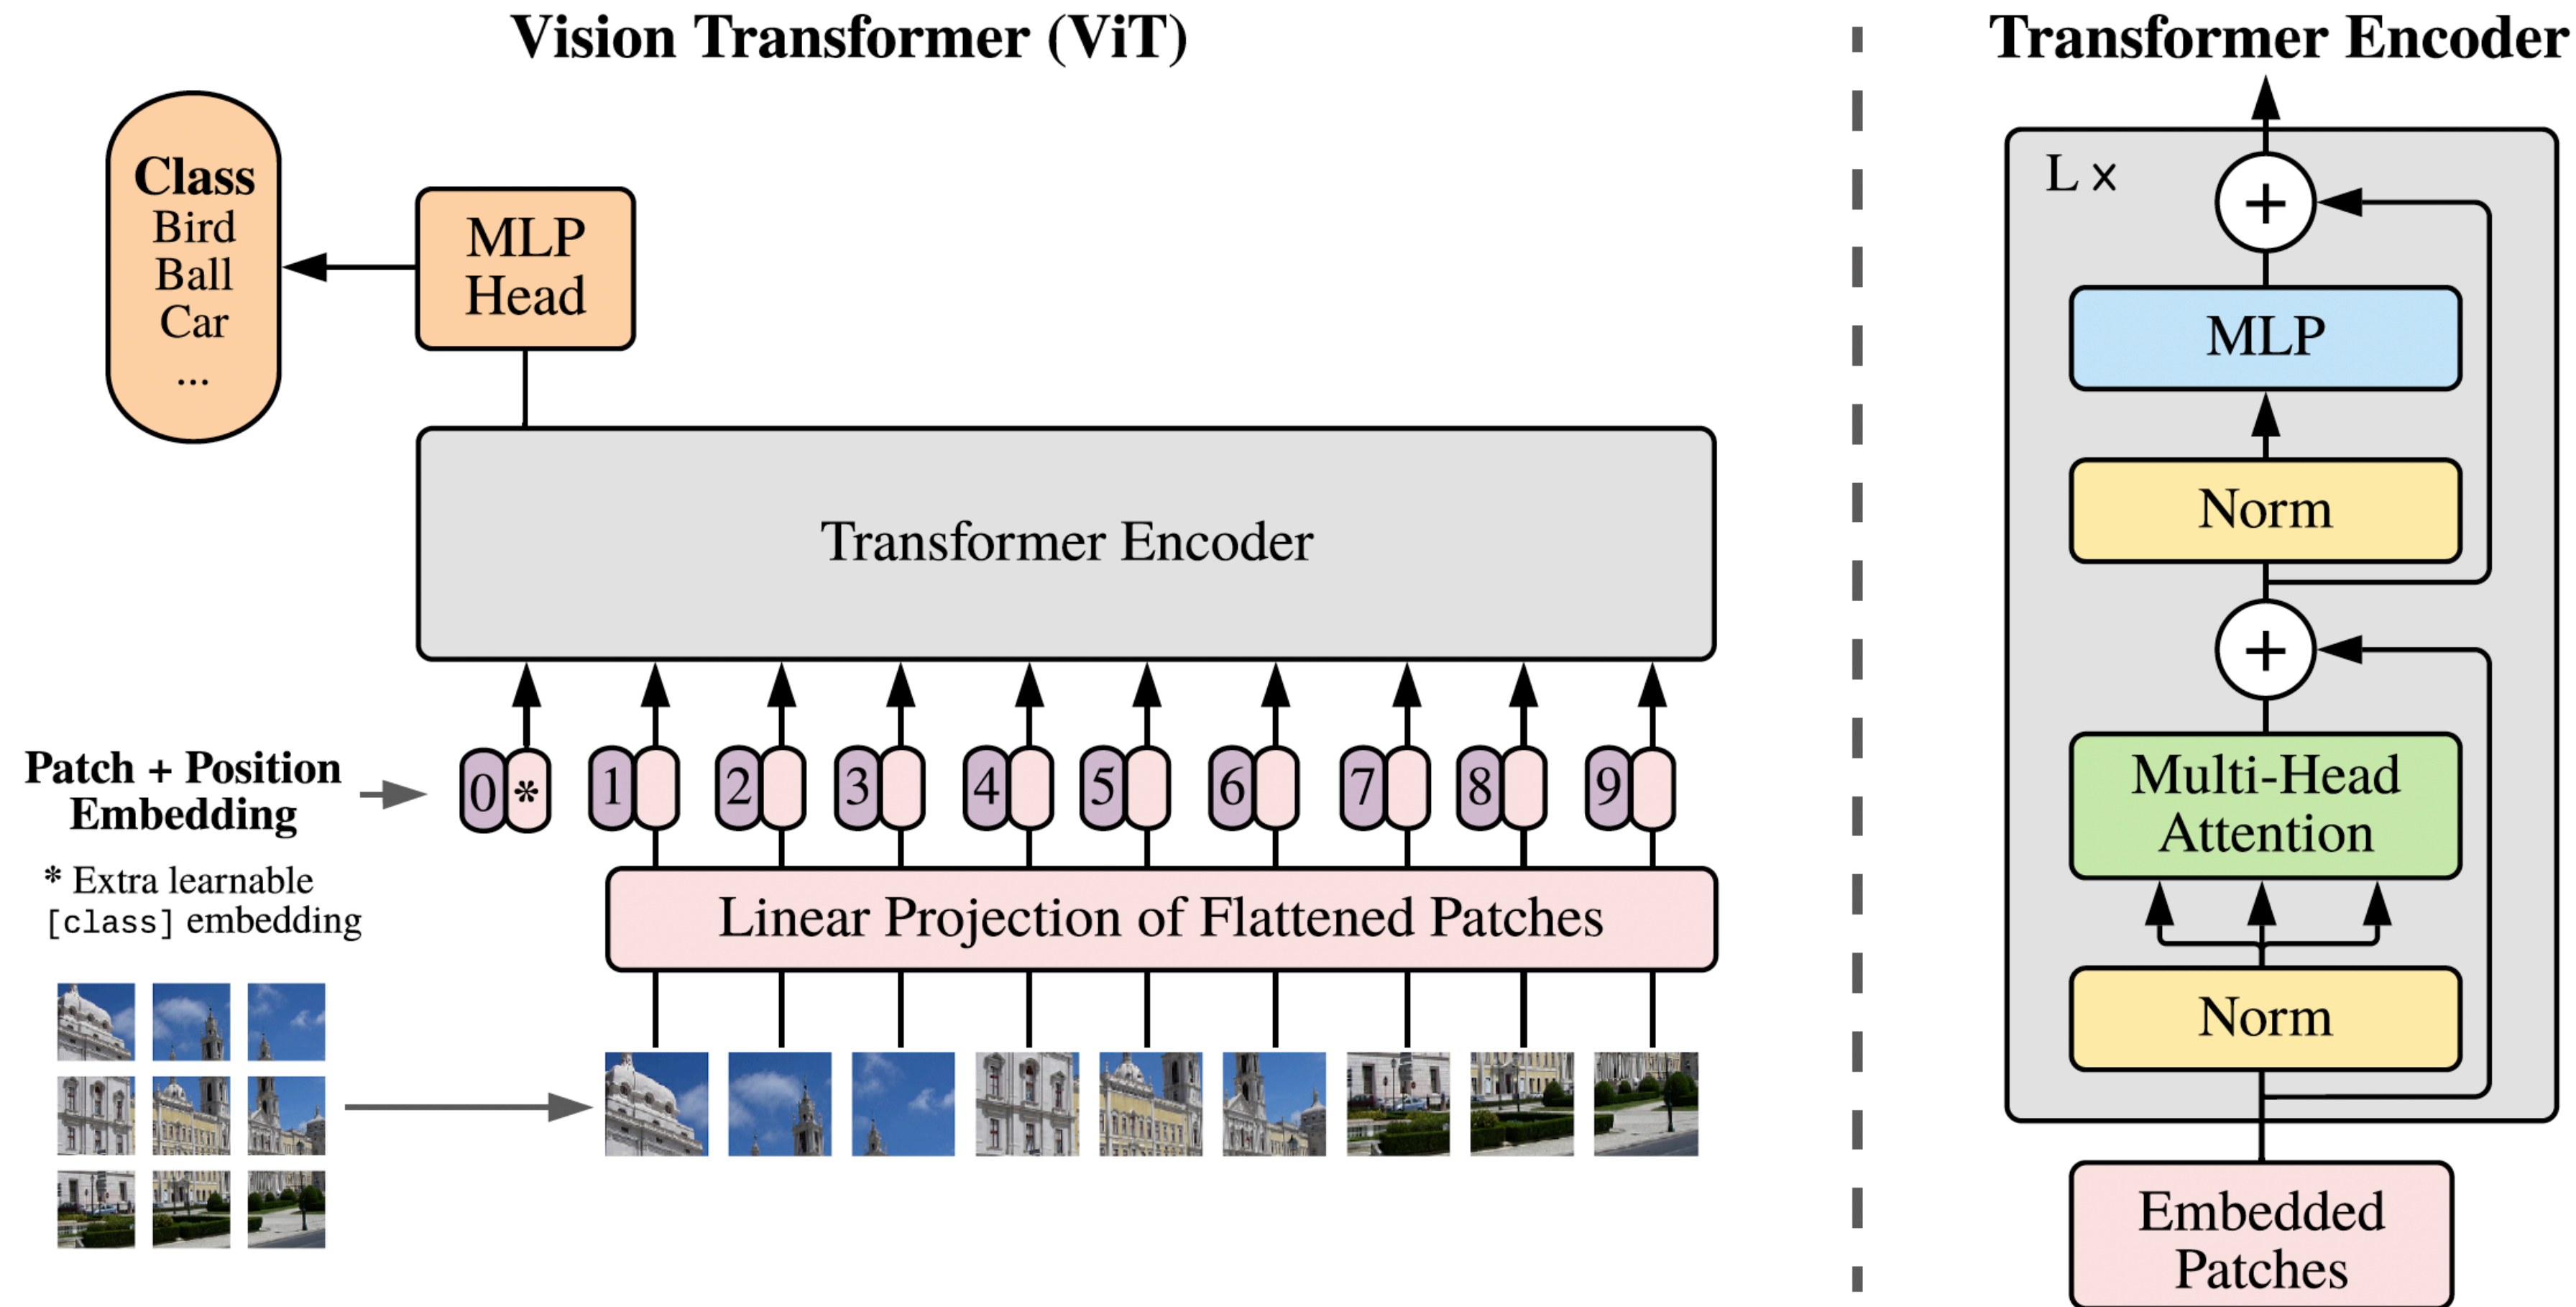 Vision Transformer (ViT)
Class
Bird
Ball
Car
...
MLP
Head
Transformer Encoder
Patch + Position
Embedding
0 * 1 2 3 4 5 6 7 8 9
* Extra learnable
[class] embedding
Linear Projection of Flattened Patches
Transformer Encoder
L x
+
MLP
Norm
+
Multi-Head
Attention
Norm
Embedded
Patches